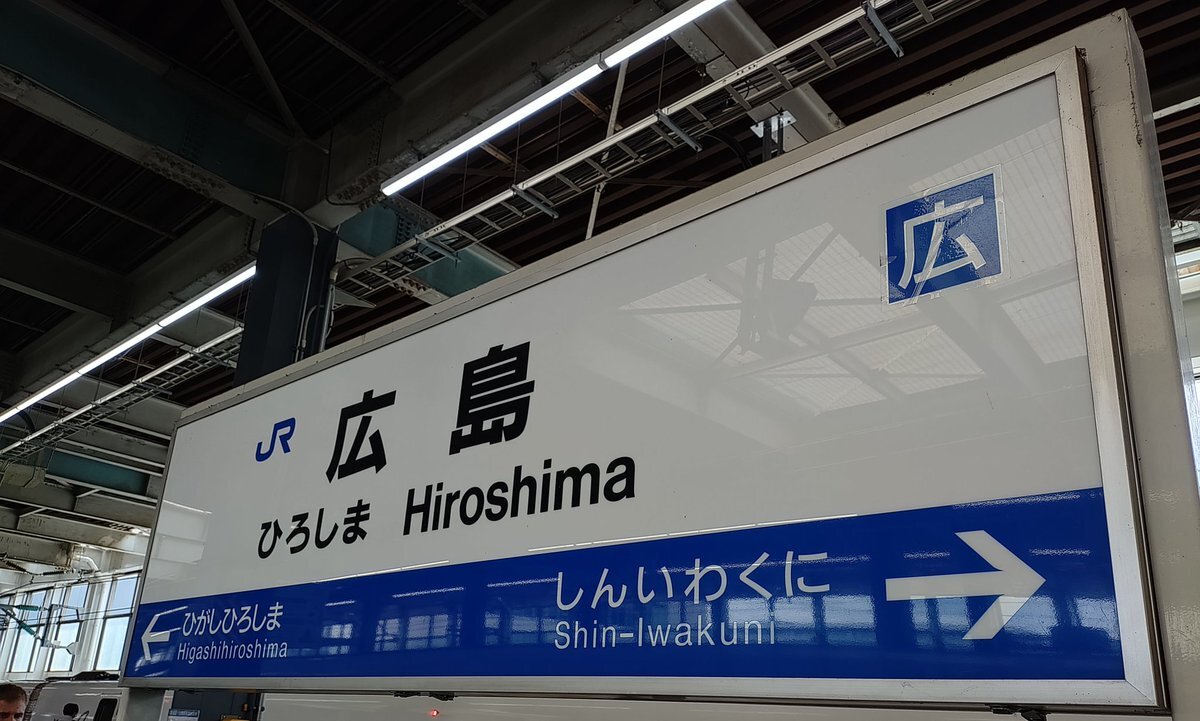 広
JR 広島
ひろしま Hiroshima
ひがしひろしま
Higashihiroshima
しんいわくに
Shin-Iwakuni